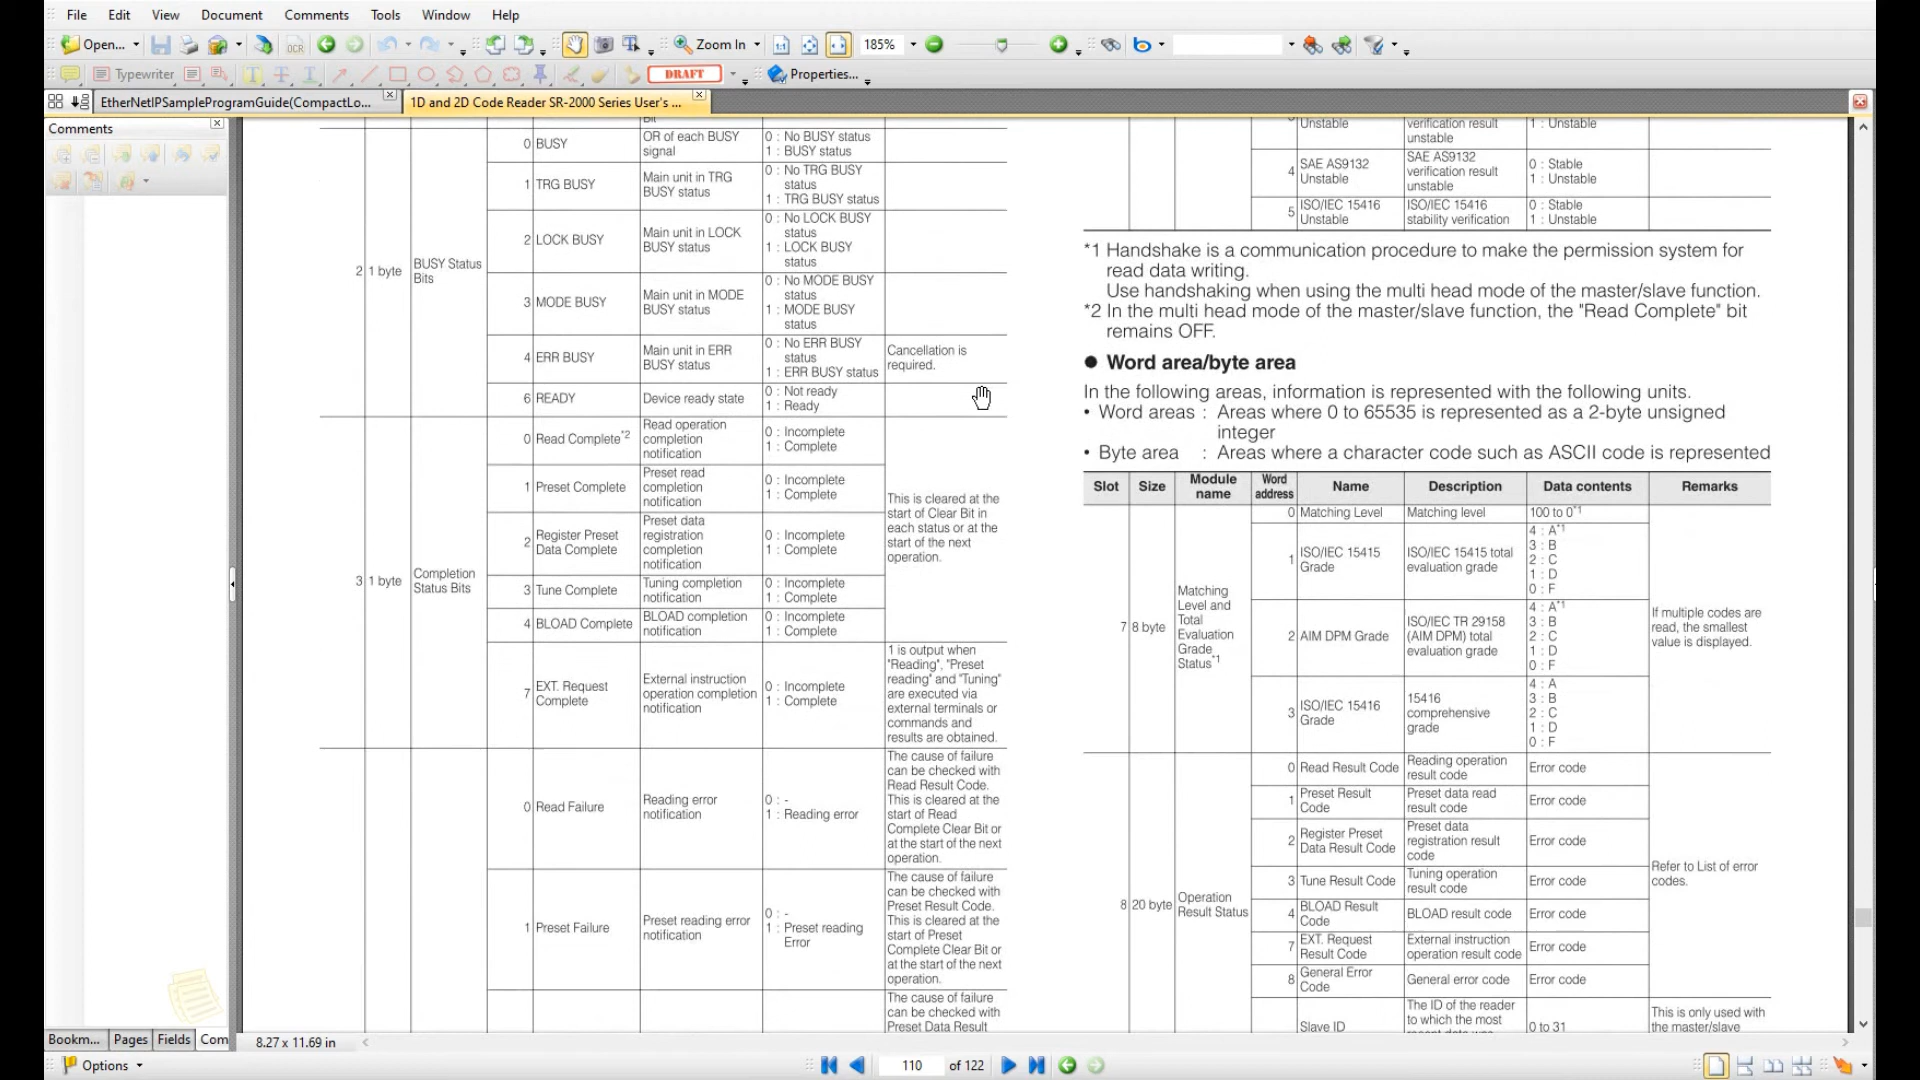 File Edit View Document Comments Tools Window Help
Open... OCR Zoom In 185%
Typewriter DRAFT Properties...
EtherNetIPSampleProgramGuide(CompactLo... 1D and 2D Code Reader SR-2000 Series User's ...
Comments
Bit
2 1 byte BUSY Status
Bits
0 BUSY OR of each BUSY
signal
0 : No BUSY status
1 : BUSY status
1 TRG BUSY Main unit in TRG
BUSY status
0 : No TRG BUSY
status
1 : TRG BUSY status
2 LOCK BUSY Main unit in LOCK
BUSY status
0 : No LOCK BUSY
status
1 : LOCK BUSY
status
3 MODE BUSY Main unit in MODE
BUSY status
0 : No MODE BUSY
status
1 : MODE BUSY
status
4 ERR BUSY Main unit in ERR
BUSY status
0 : No ERR BUSY
status
1 : ERR BUSY status
Cancellation is
required.
6 READY Device ready state
0 : Not ready
1 : Ready
3 1 byte Completion
Status Bits
0 Read Complete*2 Read operation
completion
notification
0 : Incomplete
1 : Complete
1 Preset Complete Preset read
completion
notification
0 : Incomplete
1 : Complete
2 Register Preset
Data Complete
Preset data
registration
completion
notification
0 : Incomplete
1 : Complete
3 Tune Complete Tuning completion
notification
0 : Incomplete
1 : Complete
4 BLOAD Complete BLOAD completion
notification
0 : Incomplete
1 : Complete
This is cleared at the
start of Clear Bit in
each status or at the
start of the next
operation.
7 EXT. Request
Complete
External instruction
operation completion
notification
0 : Incomplete
1 : Complete
1 is output when
"Reading", "Preset
reading" and "Tuning"
are executed via
external terminals or
commands and
results are obtained.
0 Read Failure Reading error
notification
0 : -
1 : Reading error
The cause of failure
can be checked with
Read Result Code.
This is cleared at the
start of Read
Complete Clear Bit or
at the start of the next
operation.
1 Preset Failure Preset reading error
notification
0 : -
1 : Preset reading
Error
The cause of failure
can be checked with
Preset Result Code.
This is cleared at the
start of Preset
Complete Clear Bit or
at the start of the next
operation.
The cause of failure
can be checked with
Preset Data Result
Unstable verification result
unstable
1 : Unstable
4 SAE AS9132
Unstable
SAE AS9132
verification result
unstable
0 : Stable
1 : Unstable
5 ISO/IEC 15416
Unstable
ISO/IEC 15416
stability verification
0 : Stable
1 : Unstable
*1 Handshake is a communication procedure to make the permission system for
read data writing.
Use handshaking when using the multi head mode of the master/slave function.
*2 In the multi head mode of the master/slave function, the "Read Complete" bit
remains OFF.
● Word area/byte area
In the following areas, information is represented with the following units.
• Word areas : Areas where 0 to 65535 is represented as a 2-byte unsigned
integer
• Byte area : Areas where a character code such as ASCII code is represented
Slot Size Module
name
Word
address
Name Description Data contents Remarks
7 8 byte Matching
Level and
Total
Evaluation
Grade
Status*1
0 Matching Level Matching level 100 to 0*1
1 ISO/IEC 15415
Grade
ISO/IEC 15415 total
evaluation grade
4 : A*1
3 : B
2 : C
1 : D
0 : F
2 AIM DPM Grade ISO/IEC TR 29158
(AIM DPM) total
evaluation grade
4 : A*1
3 : B
2 : C
1 : D
0 : F
3 ISO/IEC 15416
Grade
15416
comprehensive
grade
4 : A
3 : B
2 : C
1 : D
0 : F
If multiple codes are
read, the smallest
value is displayed.
8 20 byte Operation
Result Status
0 Read Result Code Reading operation
result code
Error code
1 Preset Result
Code
Preset data read
result code
Error code
2 Register Preset
Data Result Code
Preset data
registration result
code
Error code
3 Tune Result Code Tuning operation
result code
Error code
4 BLOAD Result
Code
BLOAD result code Error code
7 EXT. Request
Result Code
External instruction
operation result code
Error code
8 General Error
Code
General error code Error code
Refer to List of error
codes.
Slave ID The ID of the reader
to which the most
0 to 31
This is only used with
the master/slave
Bookm... Pages Fields Com
8.27 x 11.69 in
Options 110 of 122